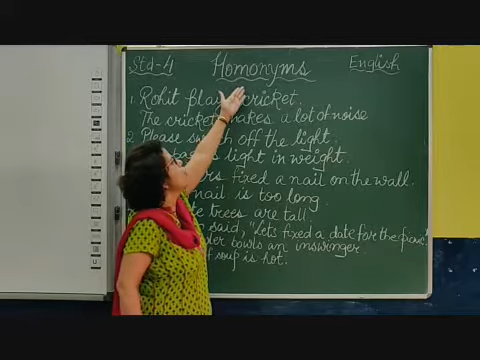 Std-4 Homonyms English
1. Rohit cricket.
The cricket makes a lot of noise
2. Please off the light.
is light in weight.
fixed a nail on the wall.
nail is too long.
trees are tall.
said, "Let's fixed a date for the picnic."
bowls an inswinger.
of soup is hot.